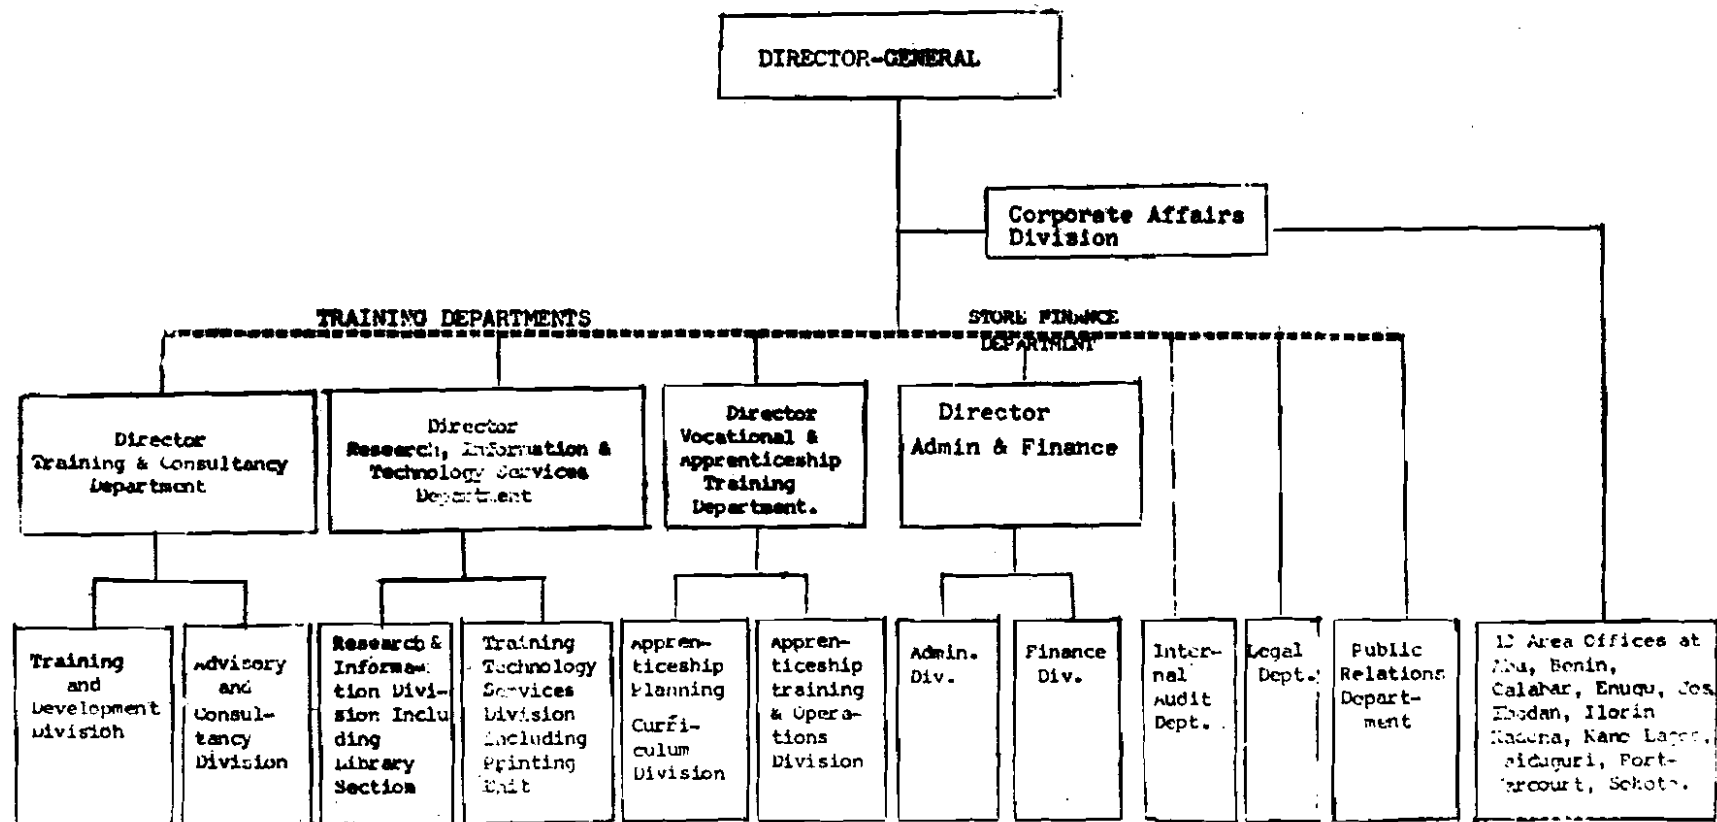 DIRECTOR-GENERAL
Corporate Affairs
Division
TRAINING DEPARTMENTS
STORE FINANCE
DEPARTMENT
Director
Training & Consultancy
Department
Director
Research, Information &
Technology Services
Department
Director
Vocational &
Apprenticeship
Training
Department.
Director
Admin & Finance
Training
and
Development
Division
Advisory
and
Consul-
tancy
Division
Research &
Informa-
tion Divi-
sion Inclu
ding
Library
Section
Training
Technology
Services
Division
Including
Printing
Unit
Appren-
ticeship
Planning
Curri-
culum
Division
Appren-
ticeship
training
& Opera-
tions
Division
Admin.
Div.
Finance
Div.
Inter-
nal
Audit
Dept.
Legal
Dept.
Public
Relations
Depart-
ment
Area Offices at
Benin,
Calabar, Enugu, Jos
Ibadan, Ilorin
Kaduna, Kano Lagos,
Port-